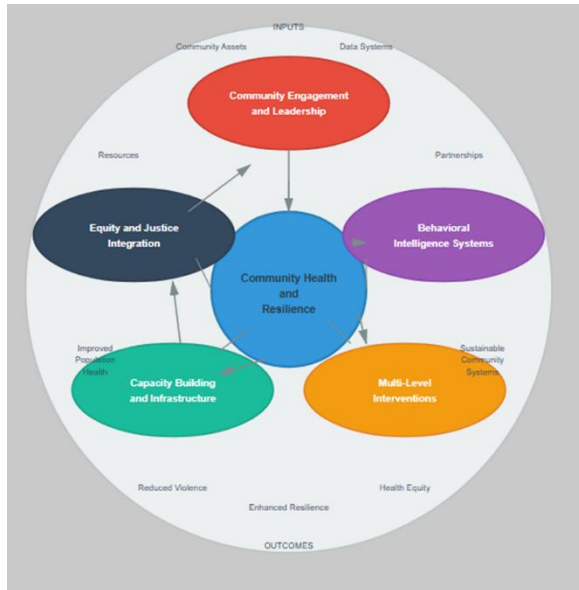 INPUTS
Community Assets
Data Systems
Community Engagement
and Leadership
Resources
Partnerships
Equity and Justice
Integration
Behavioral
Intelligence Systems
Community Health
and
Resilience
Improved
Population
Health
Sustainable
Community
Systems
Capacity Building
and Infrastructure
Multi-Level
Interventions
Reduced Violence
Health Equity
Enhanced Resilience
OUTCOMES